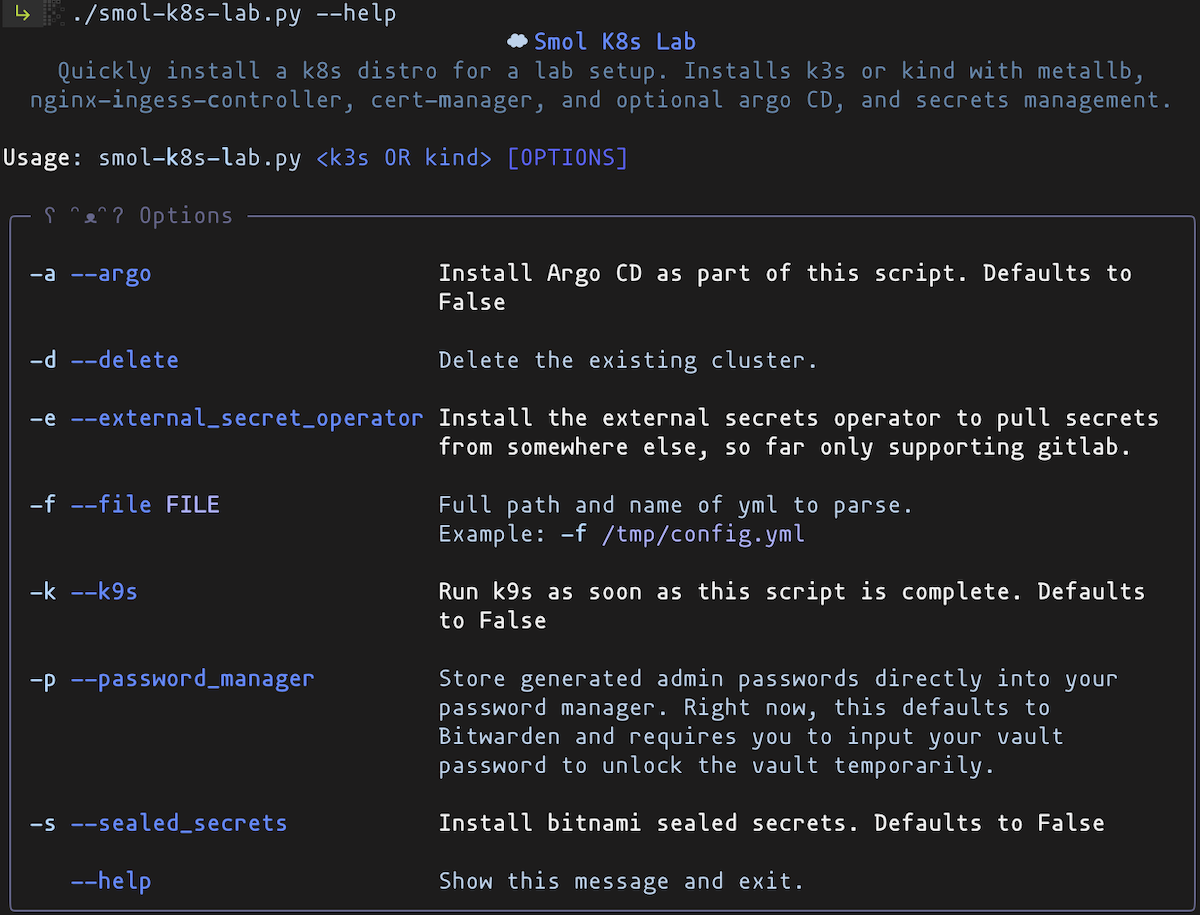 ./smol-k8s-lab.py --help
☁ Smol K8s Lab
Quickly install a k8s distro for a lab setup. Installs k3s or kind with metallb,
nginx-ingess-controller, cert-manager, and optional argo CD, and secrets management.
Usage: smol-k8s-lab.py <k3s OR kind> [OPTIONS]
ʕ ᵔᴥᵔʔ Options
-a --argo Install Argo CD as part of this script. Defaults to
False
-d --delete Delete the existing cluster.
-e --external_secret_operator Install the external secrets operator to pull secrets
from somewhere else, so far only supporting gitlab.
-f --file FILE Full path and name of yml to parse.
Example: -f /tmp/config.yml
-k --k9s Run k9s as soon as this script is complete. Defaults
to False
-p --password_manager Store generated admin passwords directly into your
password manager. Right now, this defaults to
Bitwarden and requires you to input your vault
password to unlock the vault temporarily.
-s --sealed_secrets Install bitnami sealed secrets. Defaults to False
--help Show this message and exit.